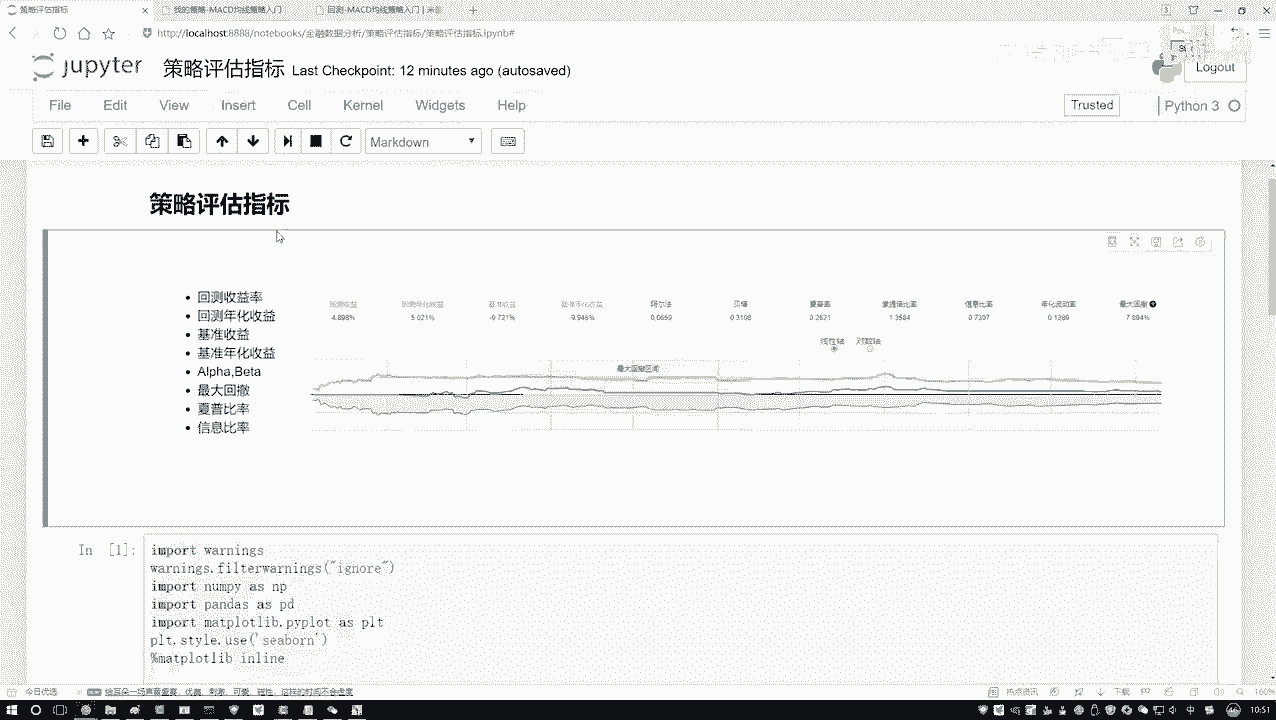 策略评估指标
我的策略-MACD均线策略入门
回测-MACD均线策略入门 | 米筐
http://localhost:8888/notebooks/金融数据分析/策略评估指标/策略评估指标.ipynb#
jupyter 策略评估指标 Last Checkpoint: 12 minutes ago (autosaved)
Logout
File Edit View Insert Cell Kernel Widgets Help
Trusted
Python 3
Markdown
策略评估指标
回测收益率
回测年化收益
基准收益
基准年化收益
Alpha,Beta
最大回撤
夏普比率
信息比率
回测收益 回测年化收益 基准收益 基准年化收益 阿尔法 贝塔 夏普率 索提诺比率 信息比率 年化波动率 最大回撤
4.898% 5.021% -9.721% -9.946% 0.0659 0.3108 0.2621 1.3584 0.7307 0.1289 7.894%
线性轴 对数轴
最大回撤区间
In [1]:
import warnings
warnings.filterwarnings("ignore")
import numpy as np
import pandas as pd
import matplotlib.pyplot as plt
plt.style.use('seaborn')
%matplotlib inline
今日优选
热点资讯
下载
160%
中
10:51